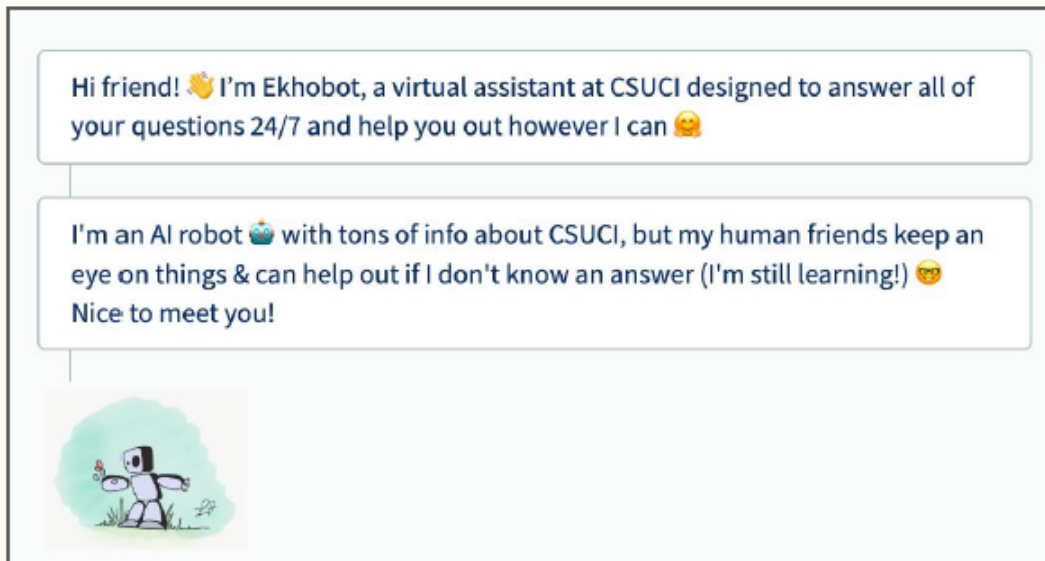 Hi friend! 👋 I'm Ekhobot, a virtual assistant at CSUCI designed to answer all of
your questions 24/7 and help you out however I can 🤗
I'm an AI robot 🤖 with tons of info about CSUCI, but my human friends keep an
eye on things & can help out if I don't know an answer (I'm still learning!) 🤓
Nice to meet you!